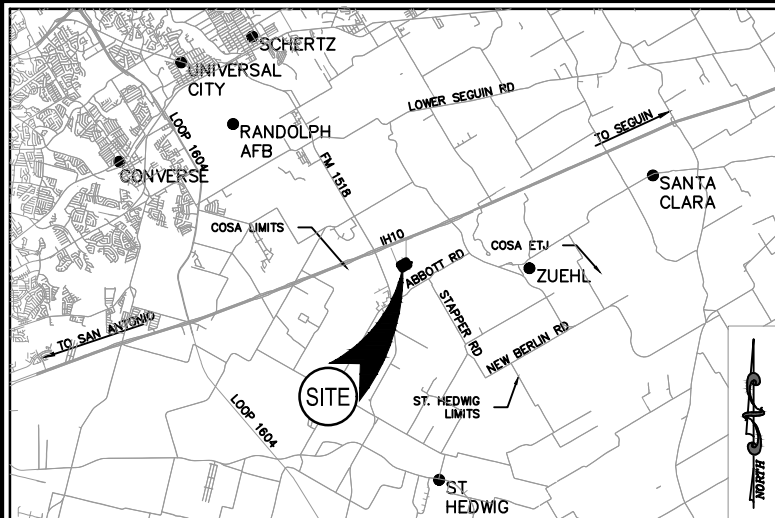 SCHERTZ
UNIVERSAL
CITY
LOWER SEGUIN RD
LOOP 1604
RANDOLPH
AFB
TO SEGUIN
FM 1518
CONVERSE
SANTA
CLARA
COSA LIMITS
IH10
COSA ETJ
ABBOTT RD
ZUEHL
STAPPER RD
TO SAN ANTONIO
NEW BERLIN RD
SITE
ST. HEDWIG
LIMITS
LOOP 1604
ST
HEDWIG
NORTH